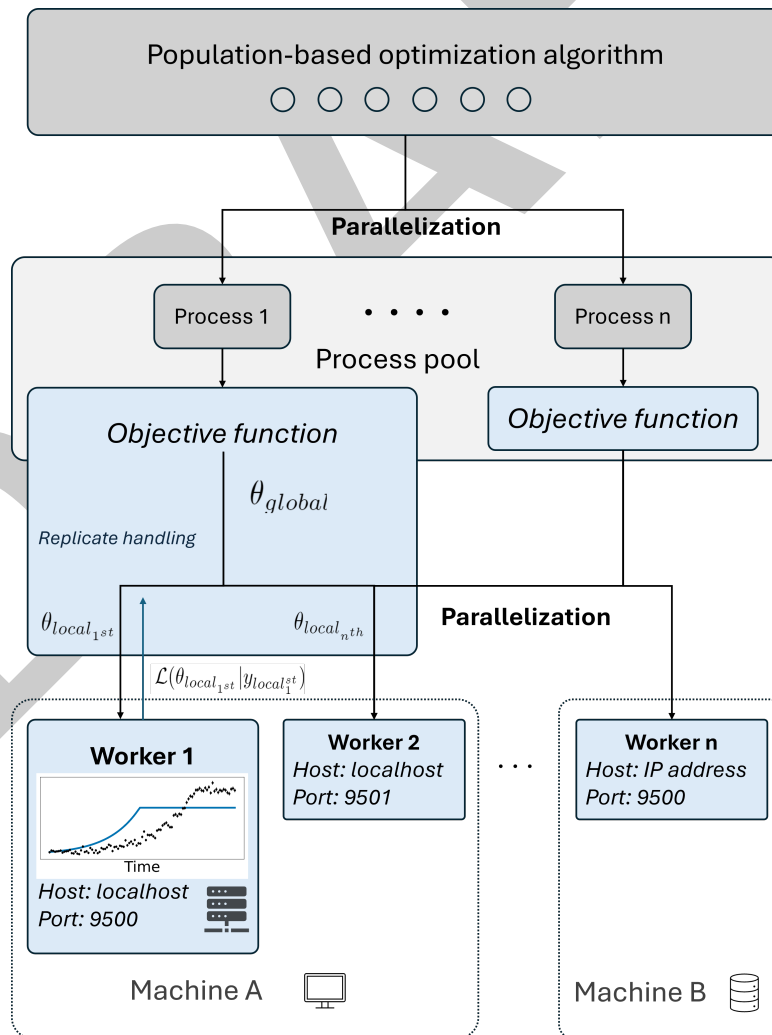 Population-based optimization algorithm
Parallelization
Process 1
Process n
Process pool
Objective function
Objective function
θ_global
Replicate handling
θ_local_1st
θ_local_nth
Parallelization
ℒ(θ_local_1st|y_local_1^st)
Worker 1
Time
Host: localhost
Port: 9500
Worker 2
Host: localhost
Port: 9501
. . .
Worker n
Host: IP address
Port: 9500
Machine A
Machine B